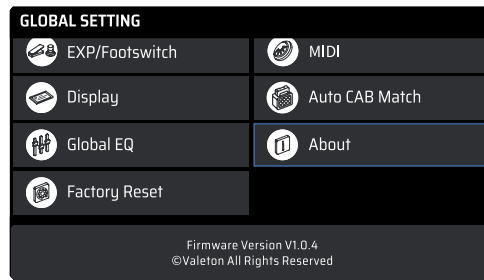 GLOBAL SETTING
EXP/Footswitch
MIDI
Display
Auto CAB Match
Global EQ
About
Factory Reset
Firmware Version V1.0.4
©Valeton All Rights Reserved